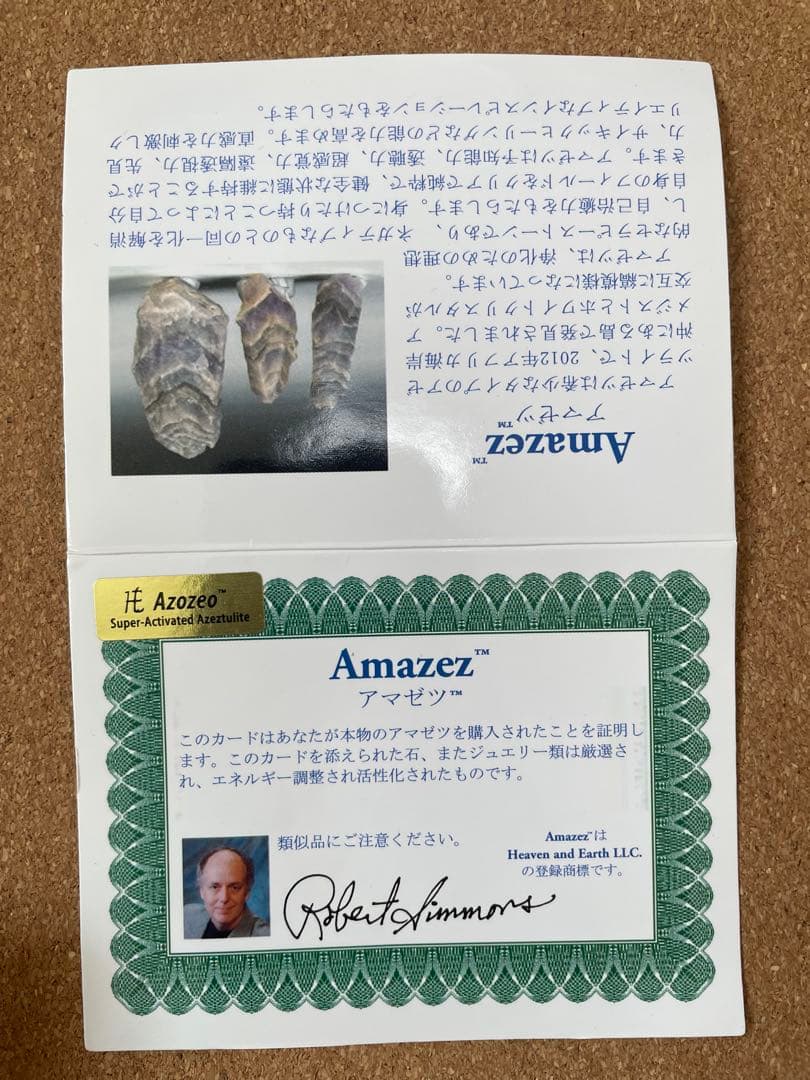 Amazez™
アマゼツ™
アマゼツは希少なタイプのアゼ
ツライトで、2012年アフリカ海岸
沖にある島で発見されました。ア
メジストとホワイトクリスタルが
交互に縞模様になっています。
アマゼツは、浄化のための理想
的なセラピーストーンであり、ネガティブなものとの同一化を解消
し、自己治癒力をもたらします。身につけたり持つことによって自分
自身のフィールドをクリアで純粋で、健全な状態に維持することがで
きます。アマゼツは予知能力、透聴力、超感覚力、遠隔透視力、先見
力、サイキックヒーリングなどの能力を高めます。直感力を刺激しク
リエイティブなインスピレーションをもたらします。
Azozeo™
Super-Activated Azeztulite
Amazez™
アマゼツ™
このカードはあなたが本物のアマゼツを購入されたことを証明し
ます。このカードを添えられた石、またジュエリー類は厳選さ
れ、エネルギー調整され活性化されたものです。
類似品にご注意ください。
Amazez™は
Heaven and Earth LLC.
の登録商標です。
Robert Simmons